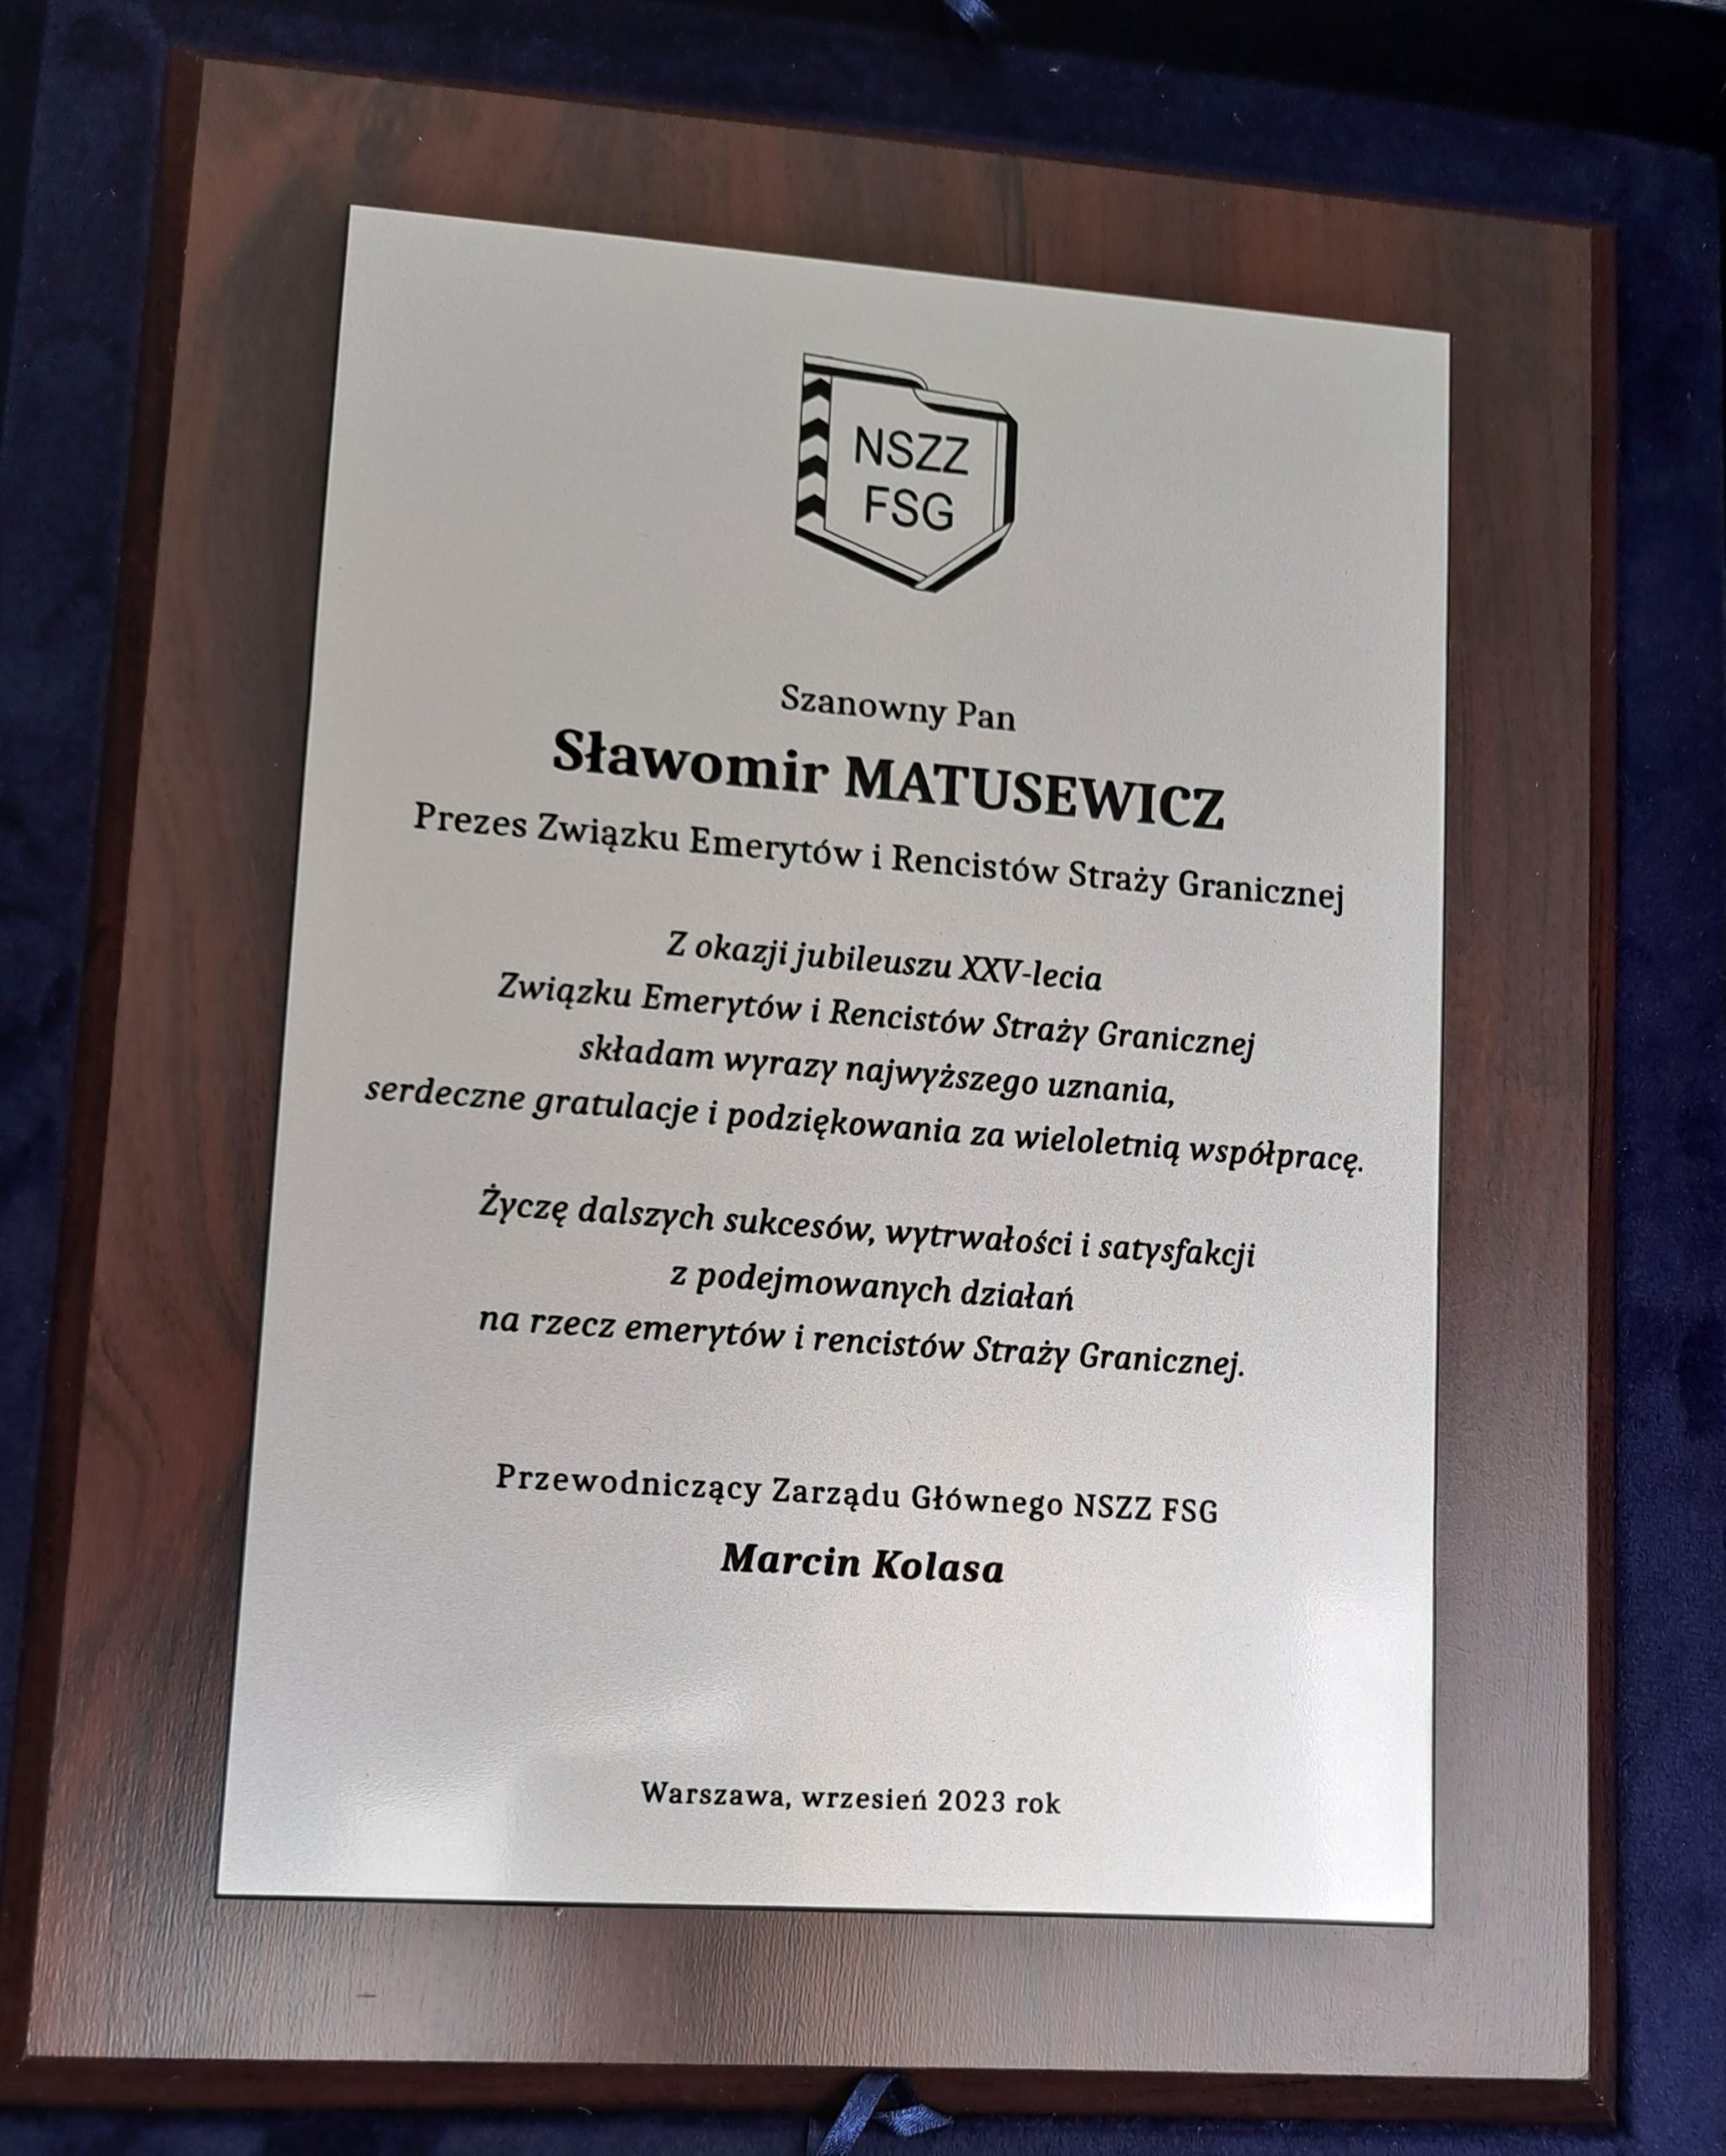 NSZZ
FSG
Szanowny Pan
Sławomir MATUSEWICZ
Prezes Związku Emerytów i Rencistów Straży Granicznej
Z okazji jubileuszu XXV-lecia
Związku Emerytów i Rencistów Straży Granicznej
składam wyrazy najwyższego uznania,
serdeczne gratulacje i podziękowania za wieloletnią współpracę.
Życzę dalszych sukcesów, wytrwałości i satysfakcji
z podejmowanych działań
na rzecz emerytów i rencistów Straży Granicznej.
Przewodniczący Zarządu Głównego NSZZ FSG
Marcin Kolasa
Warszawa, wrzesień 2023 rok